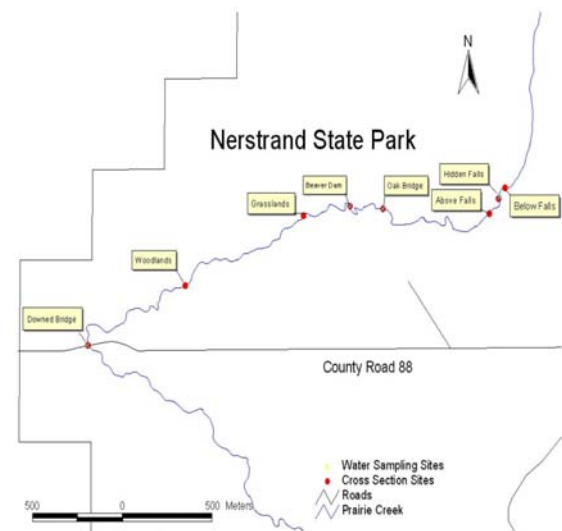 N
Nerstrand State Park
Hidden Falls
Beaver Dam
Oak Bridge
Grasslands
Above Falls
Below Falls
Woodlands
Downed Bridge
County Road 88
Water Sampling Sites
Cross Section Sites
Roads
Prairie Creek
500 0 500 Meters